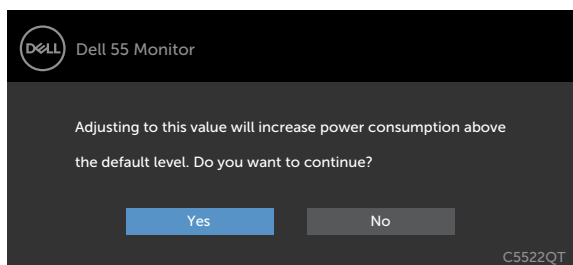 DELL Dell 55 Monitor
Adjusting to this value will increase power consumption above
the default level. Do you want to continue?
Yes No
C5522QT